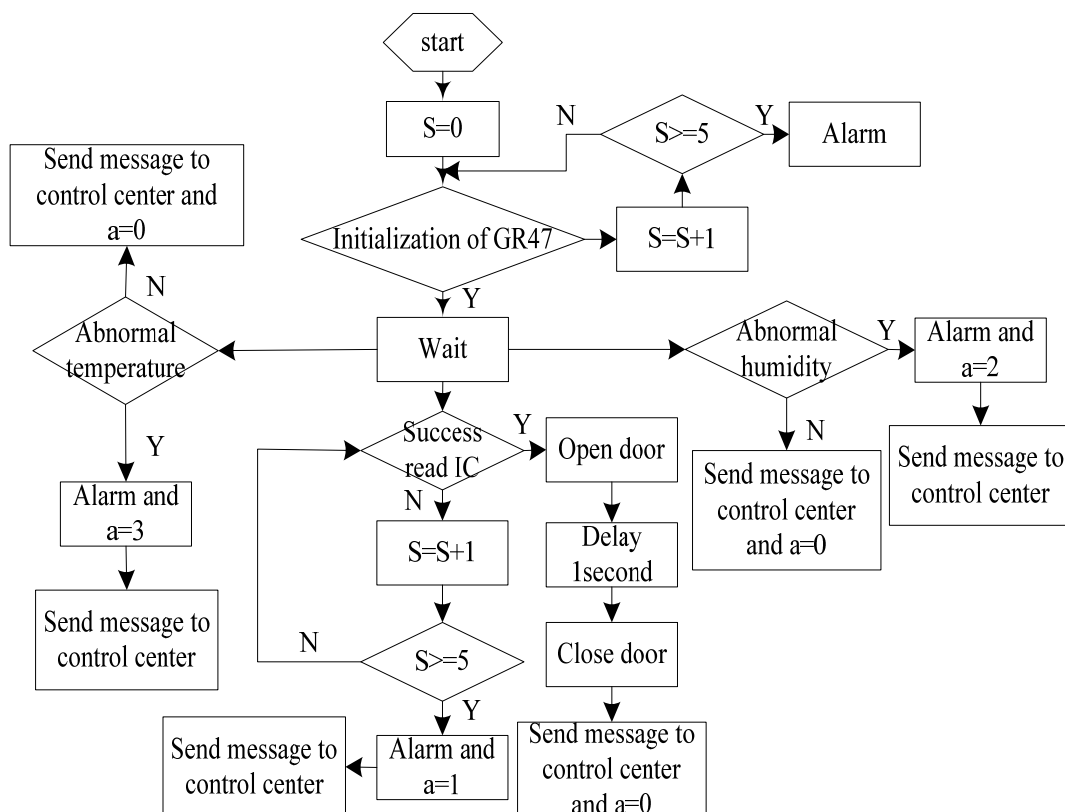 start
S=0
N
S>=5
Y
Alarm
Send message to
control center and
a=0
Initialization of GR47
S=S+1
N
Y
Abnormal
temperature
Wait
Abnormal
humidity
Y
Alarm and
a=2
Success
read IC
Y
Open door
N
Send message to
control center
Y
N
Send message to
control center
and a=0
Alarm and
a=3
S=S+1
Delay
1second
Send message to
control center
N
S>=5
Close door
Y
Send message to
control center
Alarm and
a=1
Send message to
control center
and a=0